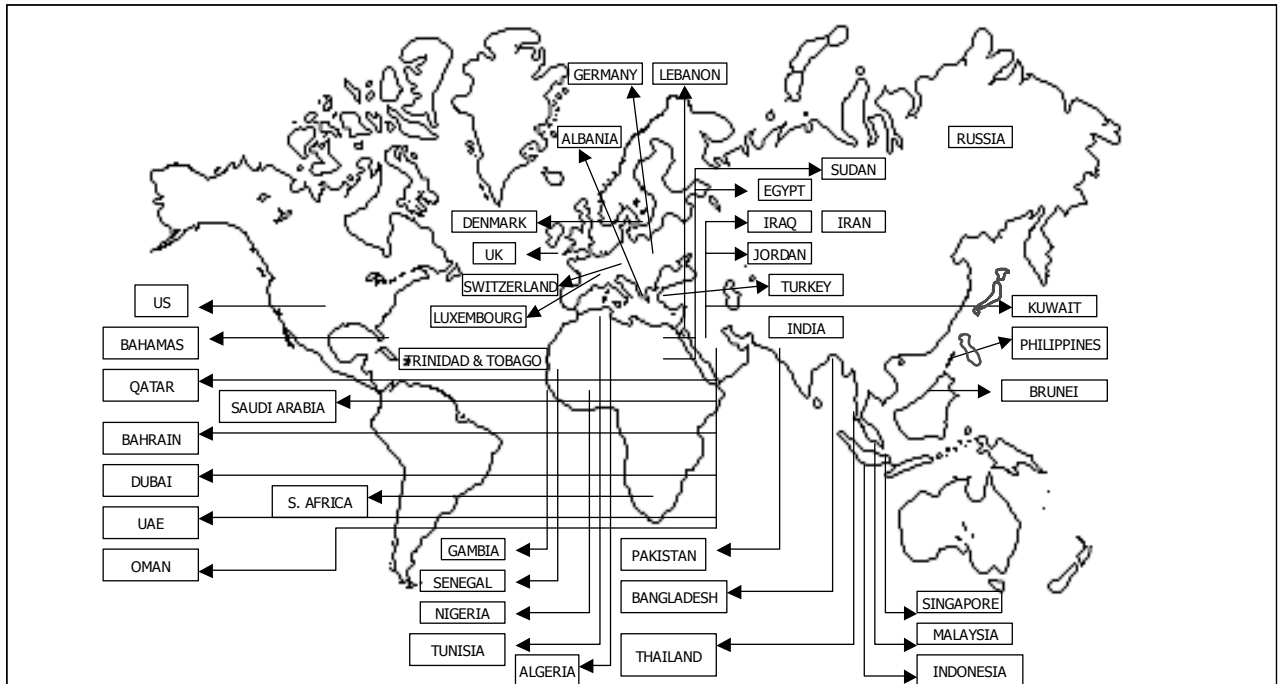 GERMANY
LEBANON
ALBANIA
RUSSIA
SUDAN
EGYPT
DENMARK
IRAQ
IRAN
UK
JORDAN
SWITZERLAND
TURKEY
US
LUXEMBOURG
KUWAIT
BAHAMAS
INDIA
PHILIPPINES
TRINIDAD & TOBAGO
QATAR
BRUNEI
SAUDI ARABIA
BAHRAIN
DUBAI
S. AFRICA
UAE
GAMBIA
PAKISTAN
OMAN
SENEGAL
BANGLADESH
SINGAPORE
NIGERIA
MALAYSIA
TUNISIA
THAILAND
ALGERIA
INDONESIA